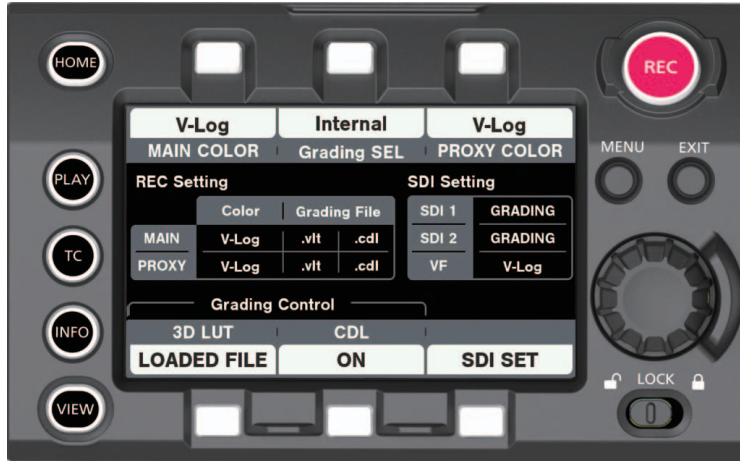 HOME
REC
V-Log Internal V-Log
MAIN COLOR Grading SEL PROXY COLOR
MENU EXIT
PLAY
REC Setting SDI Setting
Color Grading File SDI 1 GRADING
MAIN V-Log .vlt .cdl SDI 2 GRADING
PROXY V-Log .vlt .cdl VF V-Log
TC
Grading Control
INFO
3D LUT CDL
LOADED FILE ON SDI SET
LOCK
VIEW